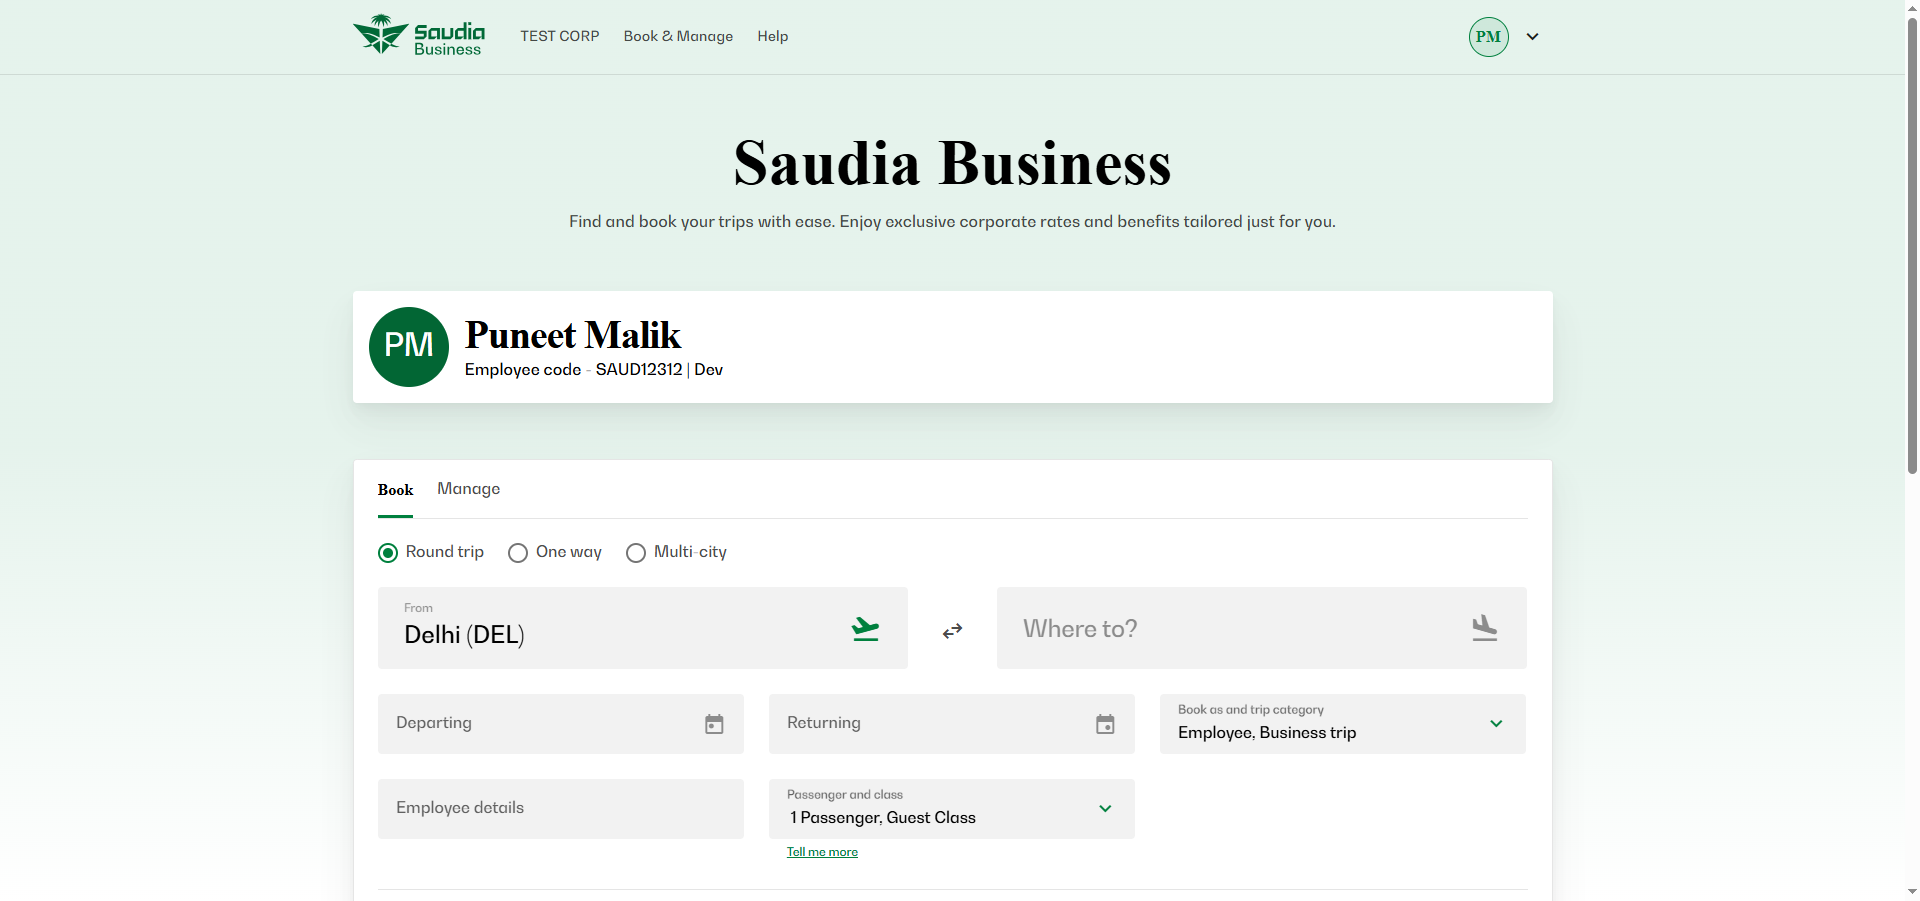 Saudia
Business
TEST CORP
Book & Manage
Help
PM
Saudia Business
Find and book your trips with ease. Enjoy exclusive corporate rates and benefits tailored just for you.
PM
Puneet Malik
Employee code - SAUD12312 | Dev
Book
Manage
Round trip
One way
Multi-city
From
Delhi (DEL)
Where to?
Departing
Returning
Book as and trip category
Employee, Business trip
Employee details
Passenger and class
1 Passenger, Guest Class
Tell me more